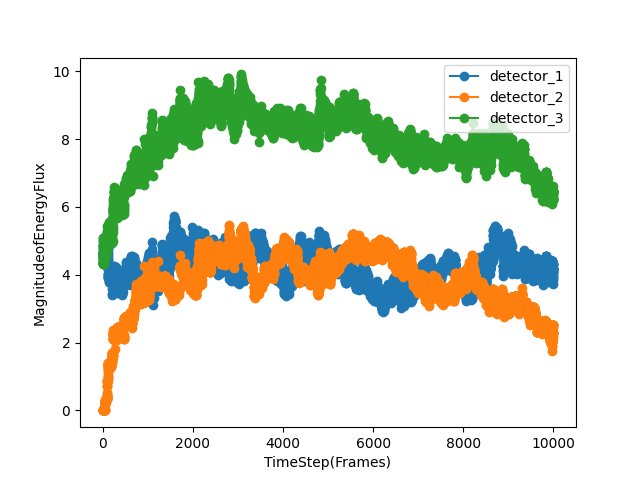 detector_1
detector_2
detector_3
MagnitudeofEnergyFlux
10
8
6
4
2
0
0
2000
4000
6000
8000
10000
TimeStep(Frames)